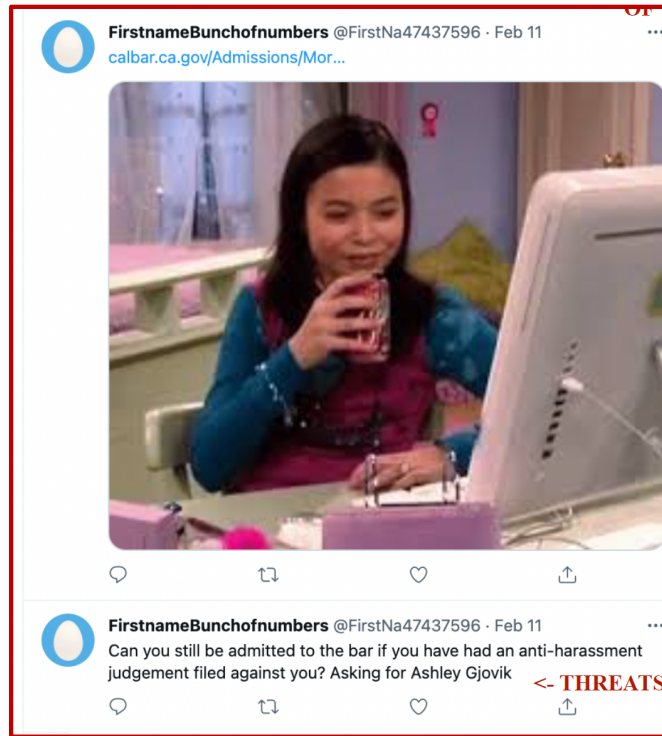 OF
FirstnameBunchofnumbers @FirstNa47437596 · Feb 11
calbar.ca.gov/Admissions/Mor...
FirstnameBunchofnumbers @FirstNa47437596 · Feb 11
Can you still be admitted to the bar if you have had an anti-harassment
judgement filed against you? Asking for Ashley Gjovik
<- THREATS